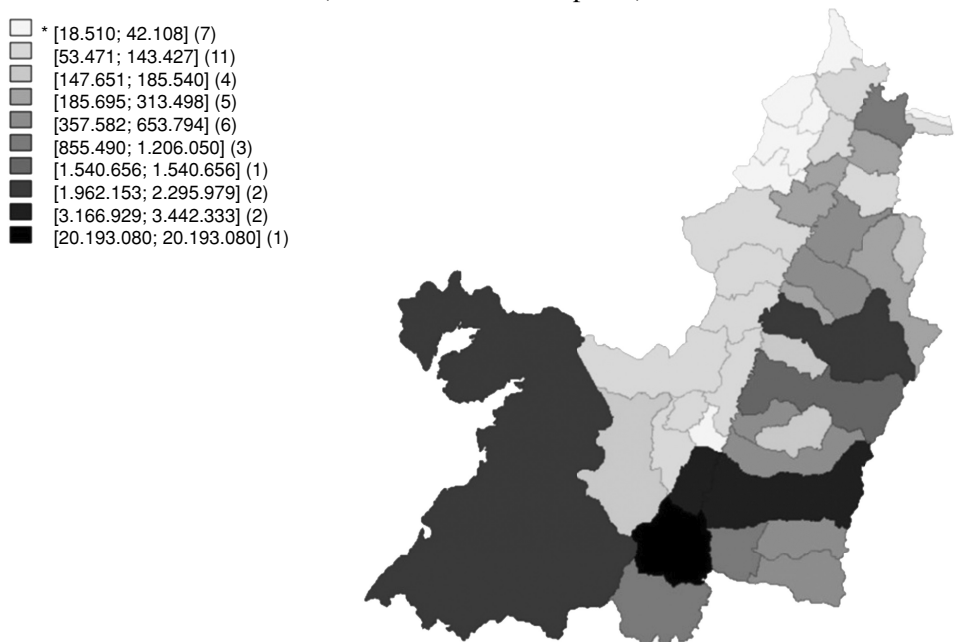 * [18.510; 42.108] (7)
[53.471; 143.427] (11)
[147.651; 185.540] (4)
[185.695; 313.498] (5)
[357.582; 653.794] (6)
[855.490; 1.206.050] (3)
[1.540.656; 1.540.656] (1)
[1.962.153; 2.295.979] (2)
[3.166.929; 3.442.333] (2)
[20.193.080; 20.193.080] (1)